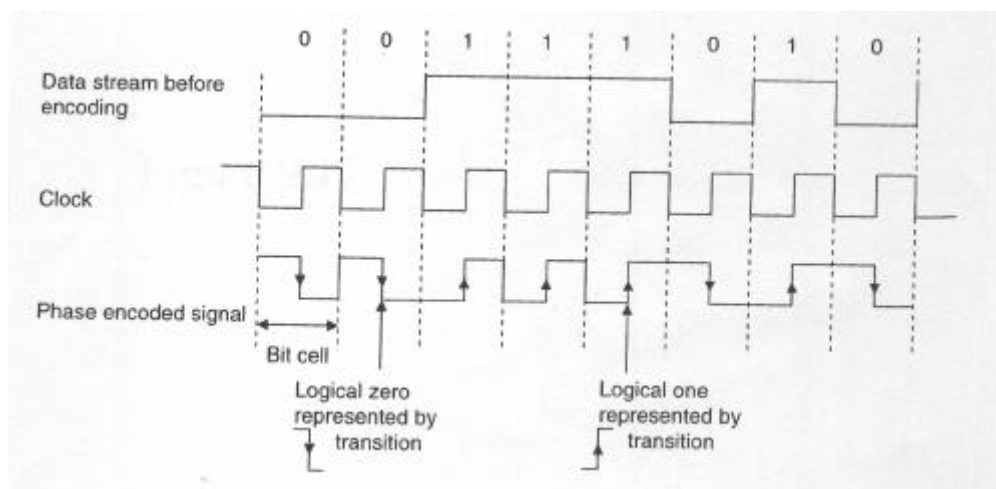 0 0 1 1 1 0 1 0
Data stream before
encoding
Clock
Phase encoded signal
Bit cell
Logical zero
represented by
transition
Logical one
represented by
transition